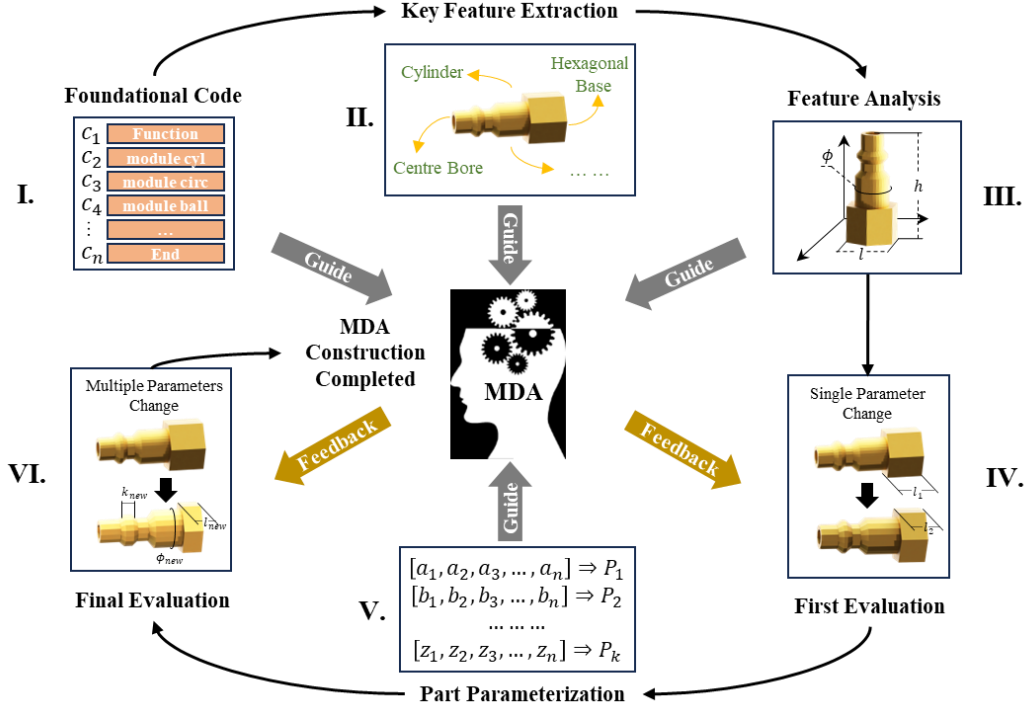 Key Feature Extraction
Foundational Code
I.
c₁ Function
c₂ module cyl
c₃ module circ
c₄ module ball
⋮ ...
cₙ End
II.
Cylinder
Hexagonal
Base
Centre Bore
... ...
Feature Analysis
III.
ϕ
h
l
Guide
Guide
Guide
MDA
Construction
Completed
MDA
VI.
Multiple Parameters
Change
k_new
l_new
ϕ_new
Final Evaluation
Feedback
Feedback
IV.
Single Parameter
Change
l₁
l₂
First Evaluation
Guide
V.
[a₁, a₂, a₃, ..., aₙ] ⇒ P₁
[b₁, b₂, b₃, ..., bₙ] ⇒ P₂
... ... ...
[z₁, z₂, z₃, ..., zₙ] ⇒ Pₖ
Part Parameterization